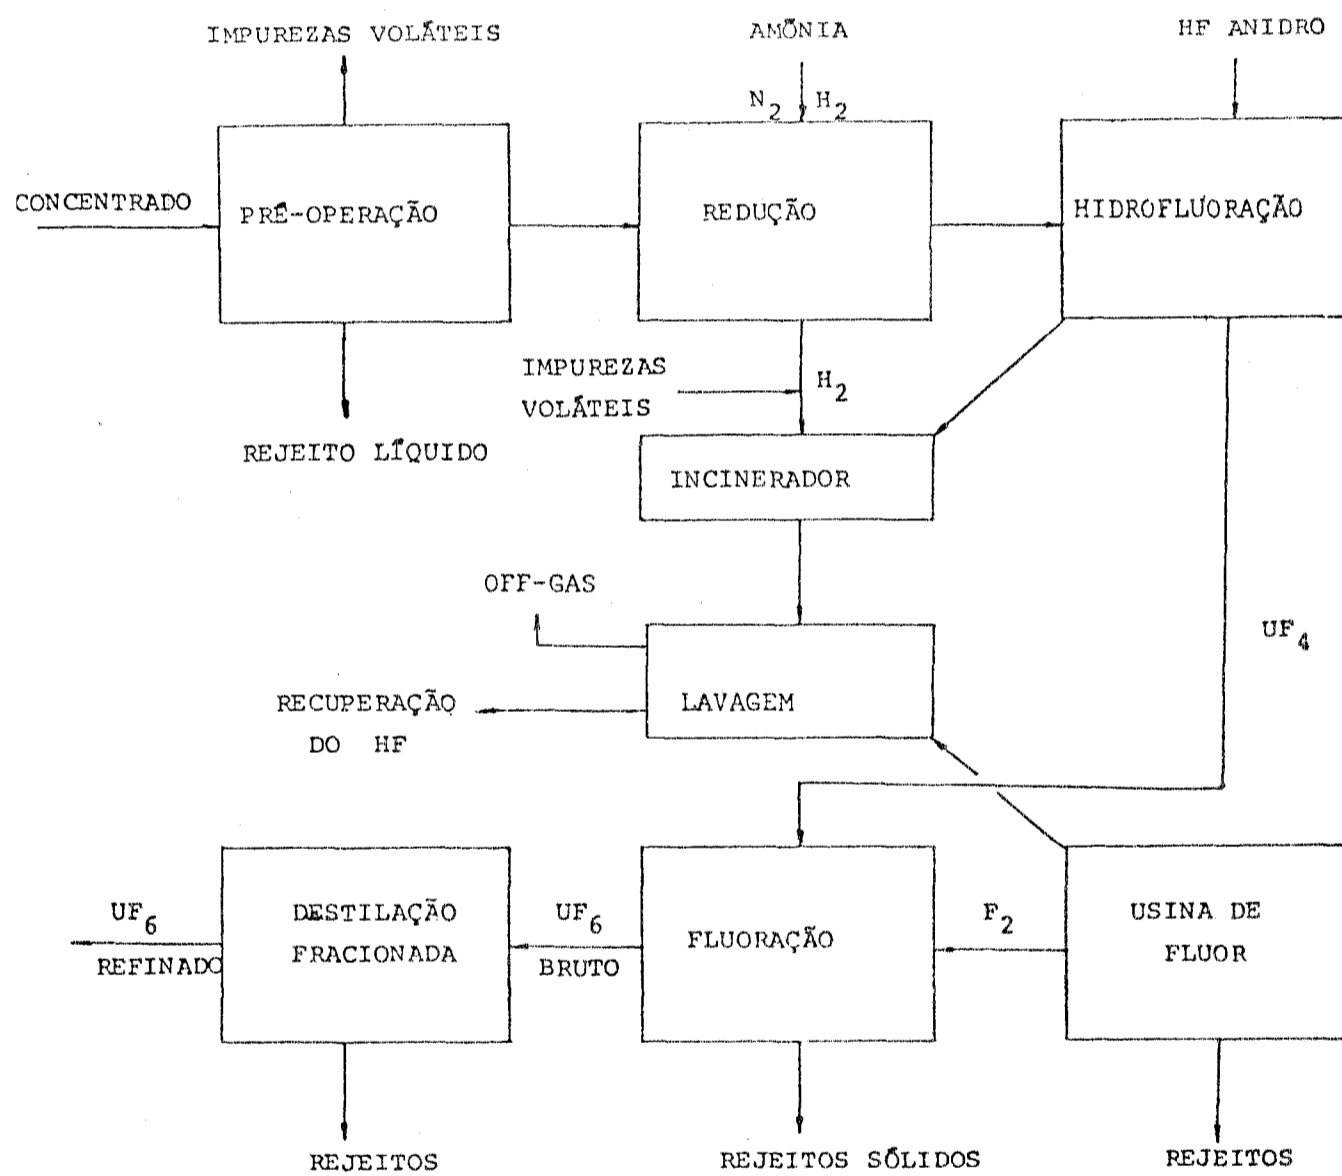 IMPUREZAS VOLÁTEIS
AMÔNIA
HF ANIDRO
N2 H2
CONCENTRADO
PRÉ-OPERAÇÃO
REDUÇÃO
HIDROFLUORAÇÃO
IMPUREZAS
VOLÁTEIS
H2
REJEITO LÍQUIDO
INCINERADOR
OFF-GAS
UF4
RECUPERAÇÃO
DO HF
LAVAGEM
UF6
REFINADO
DESTILAÇÃO
FRACIONADA
UF6
BRUTO
FLUORAÇÃO
F2
USINA DE
FLUOR
REJEITOS
REJEITOS SÓLIDOS
REJEITOS